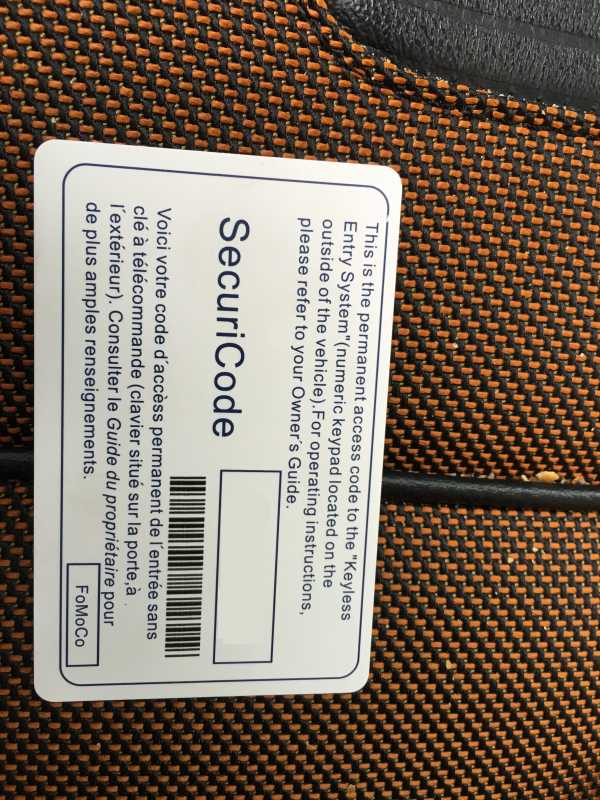 This is the permanent access code to the "Keyless
Entry System"(numeric keypad located on the
outside of the vehicle).For operating instructions,
please refer to your Owner's Guide.
SecuriCode
Voici votre code d'accèss permanent de l'entrée sans
clé à télécommande (clavier situé sur la porte,à
l'extérieur). Consulter le Guide du propriétaire pour
de plus amples renseignements.
FoMoCo